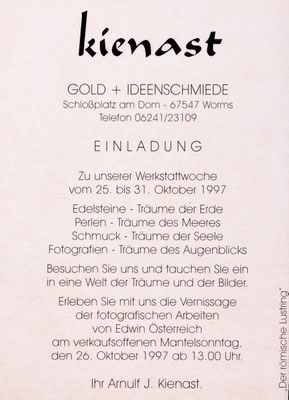 kienast
GOLD + IDEENSCHMIEDE
Schloßplatz am Dom - 67547 Worms
Telefon 06241/23109
EINLADUNG
Zu unserer Werkstattwoche
vom 25. bis 31. Oktober 1997
Edelsteine - Träume der Erde
Perlen - Träume des Meeres
Schmuck - Träume der Seele
Fotografien - Träume des Augenblicks
Besuchen Sie uns und tauchen Sie ein
in eine Welt der Träume und der Bilder.
Erleben Sie mit uns die Vernissage
der fotografischen Arbeiten
von Edwin Österreich
am verkaufsoffenen Mantelsonntag,
den 26. Oktober 1997 ab 13.00 Uhr.
Ihr Arnulf J. Kienast.
„Der römische Lustring"